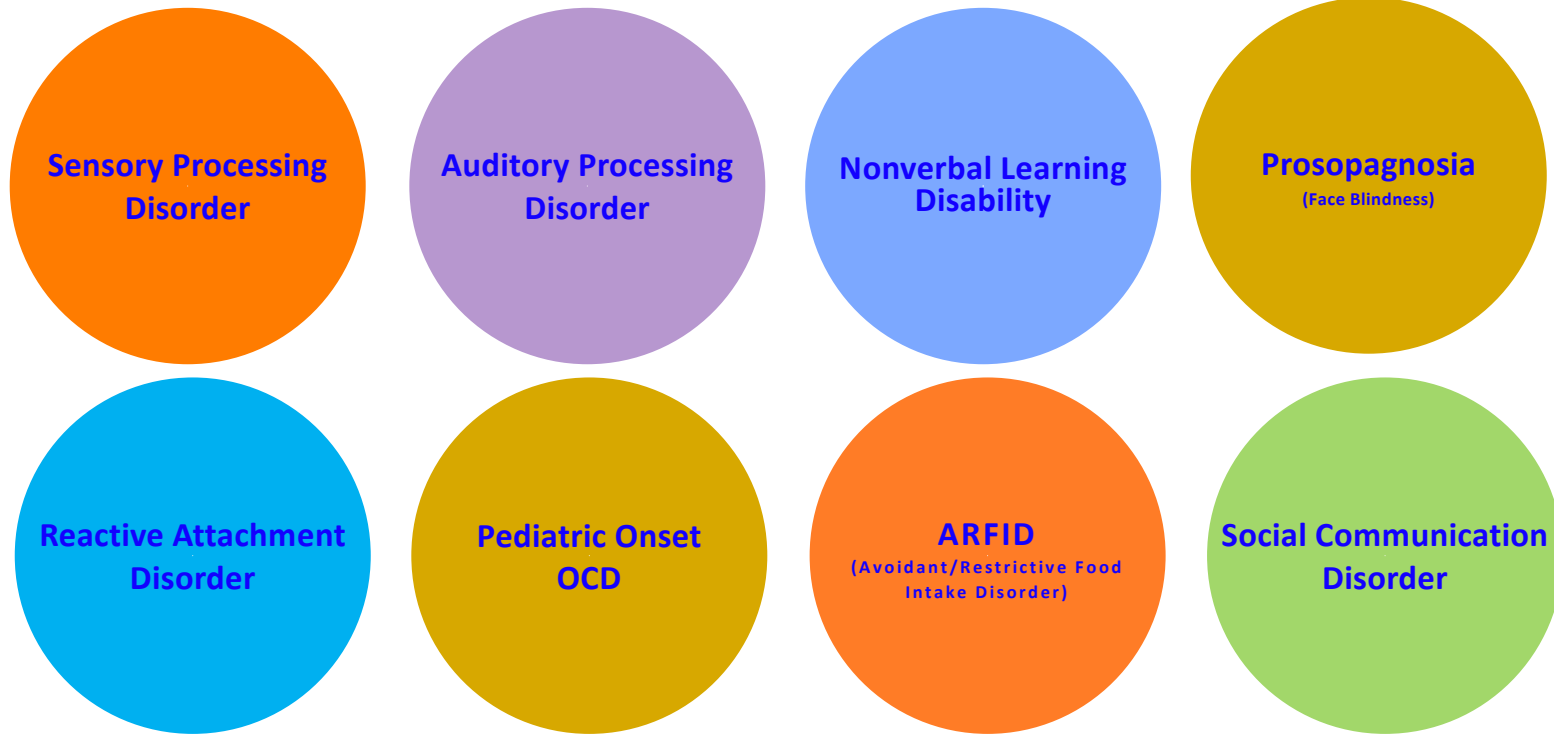 Sensory Processing
Disorder
Auditory Processing
Disorder
Nonverbal Learning
Disability
Prosopagnosia
(Face Blindness)
Reactive Attachment
Disorder
Pediatric Onset
OCD
ARFID
(Avoidant/Restrictive Food
Intake Disorder)
Social Communication
Disorder